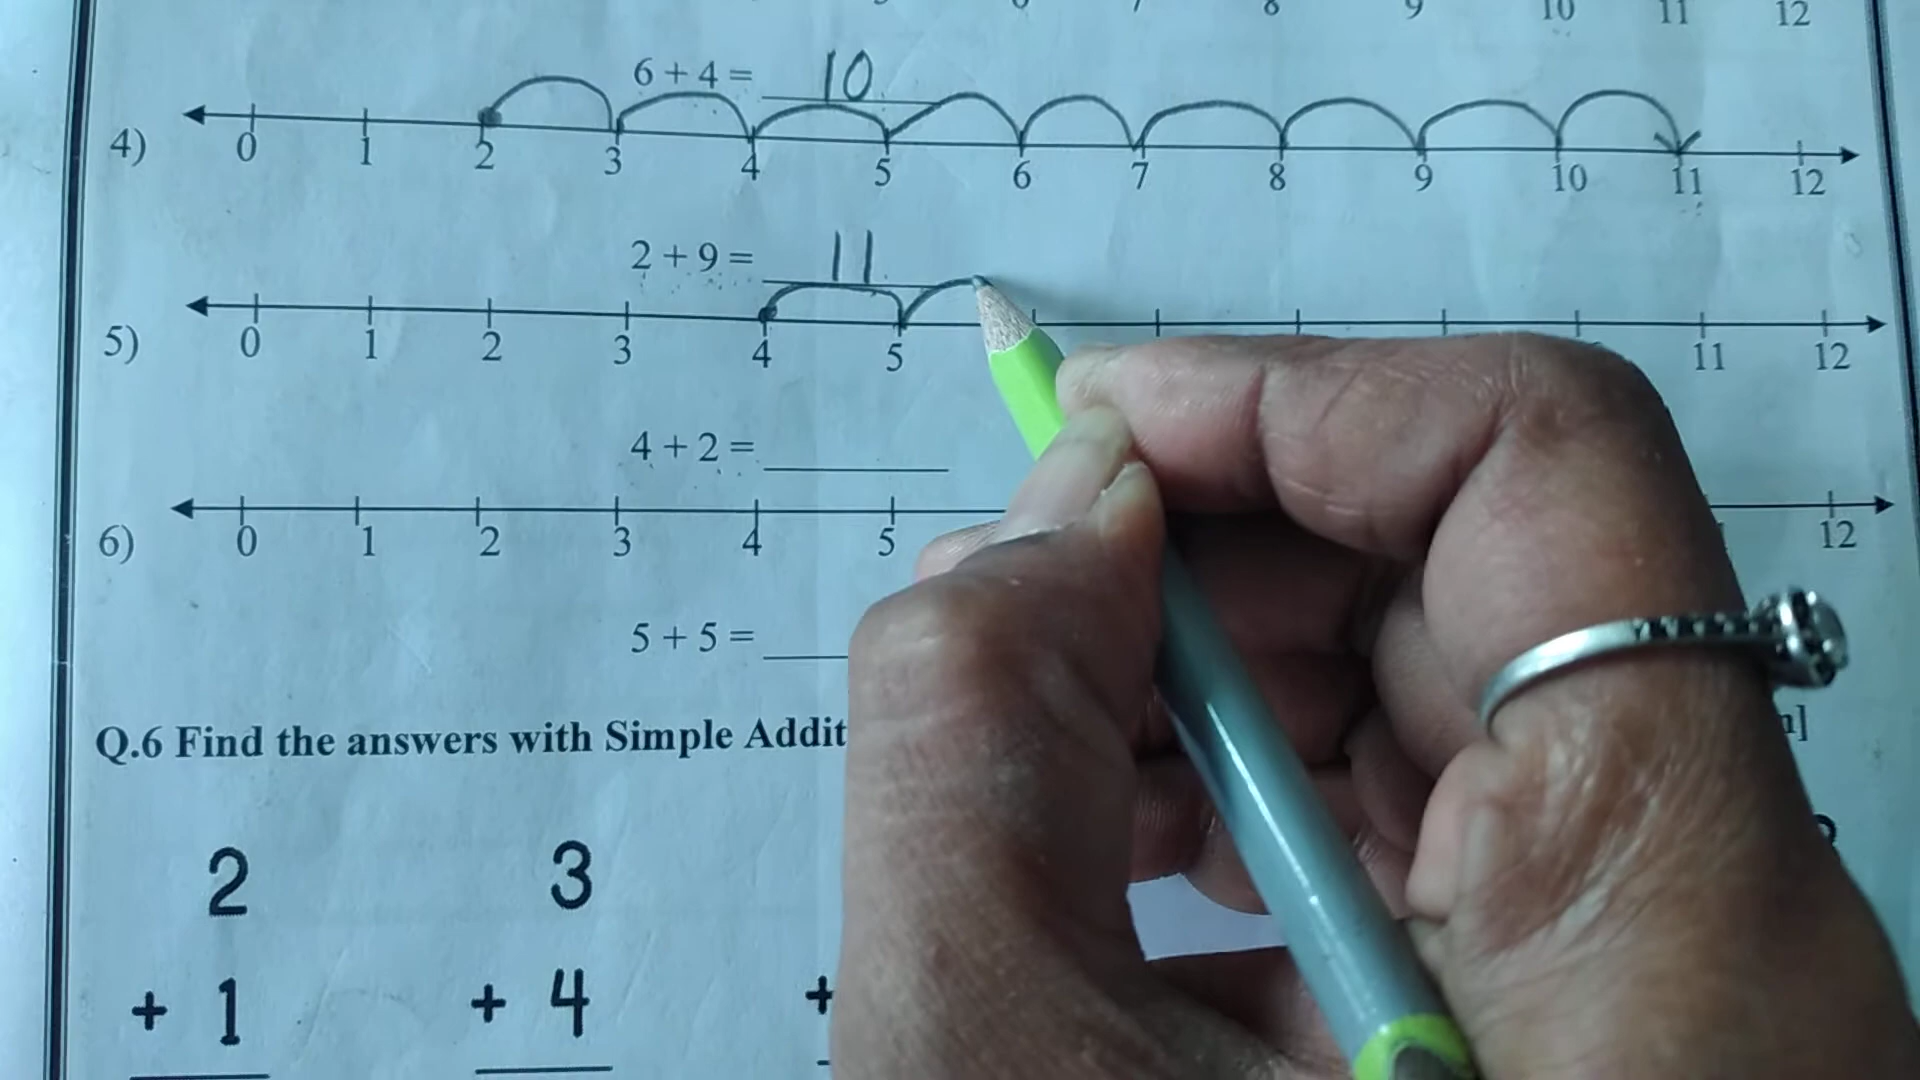 9 10 11 12
6 + 4 = 10
4) 0 1 2 3 4 5 6 7 8 9 10 11 12
2 + 9 = 11
5) 0 1 2 3 4 5 11 12
4 + 2 =
6) 0 1 2 3 4 5 12
5 + 5 =
Q.6 Find the answers with Simple Addit
2 3
+ 1 + 4 +